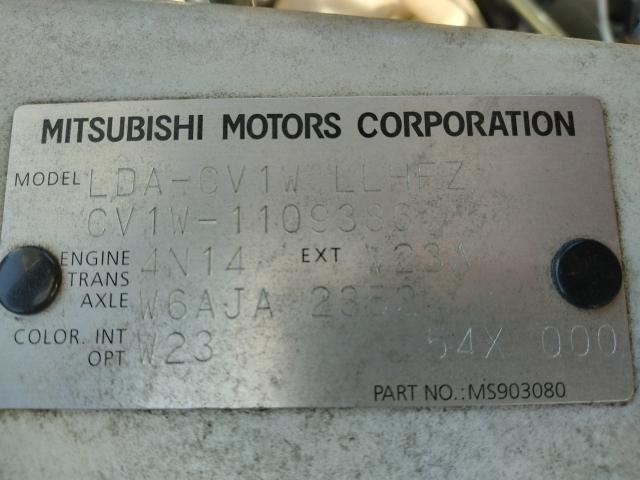 MITSUBISHI MOTORS CORPORATION
MODEL LDA-CV1W LLHFZ
CV1W-1109386
ENGINE 4N14 EXT W23A
TRANS AXLE W6AJA
COLOR. INT OPT W23 54X 000
PART NO.:MS903080